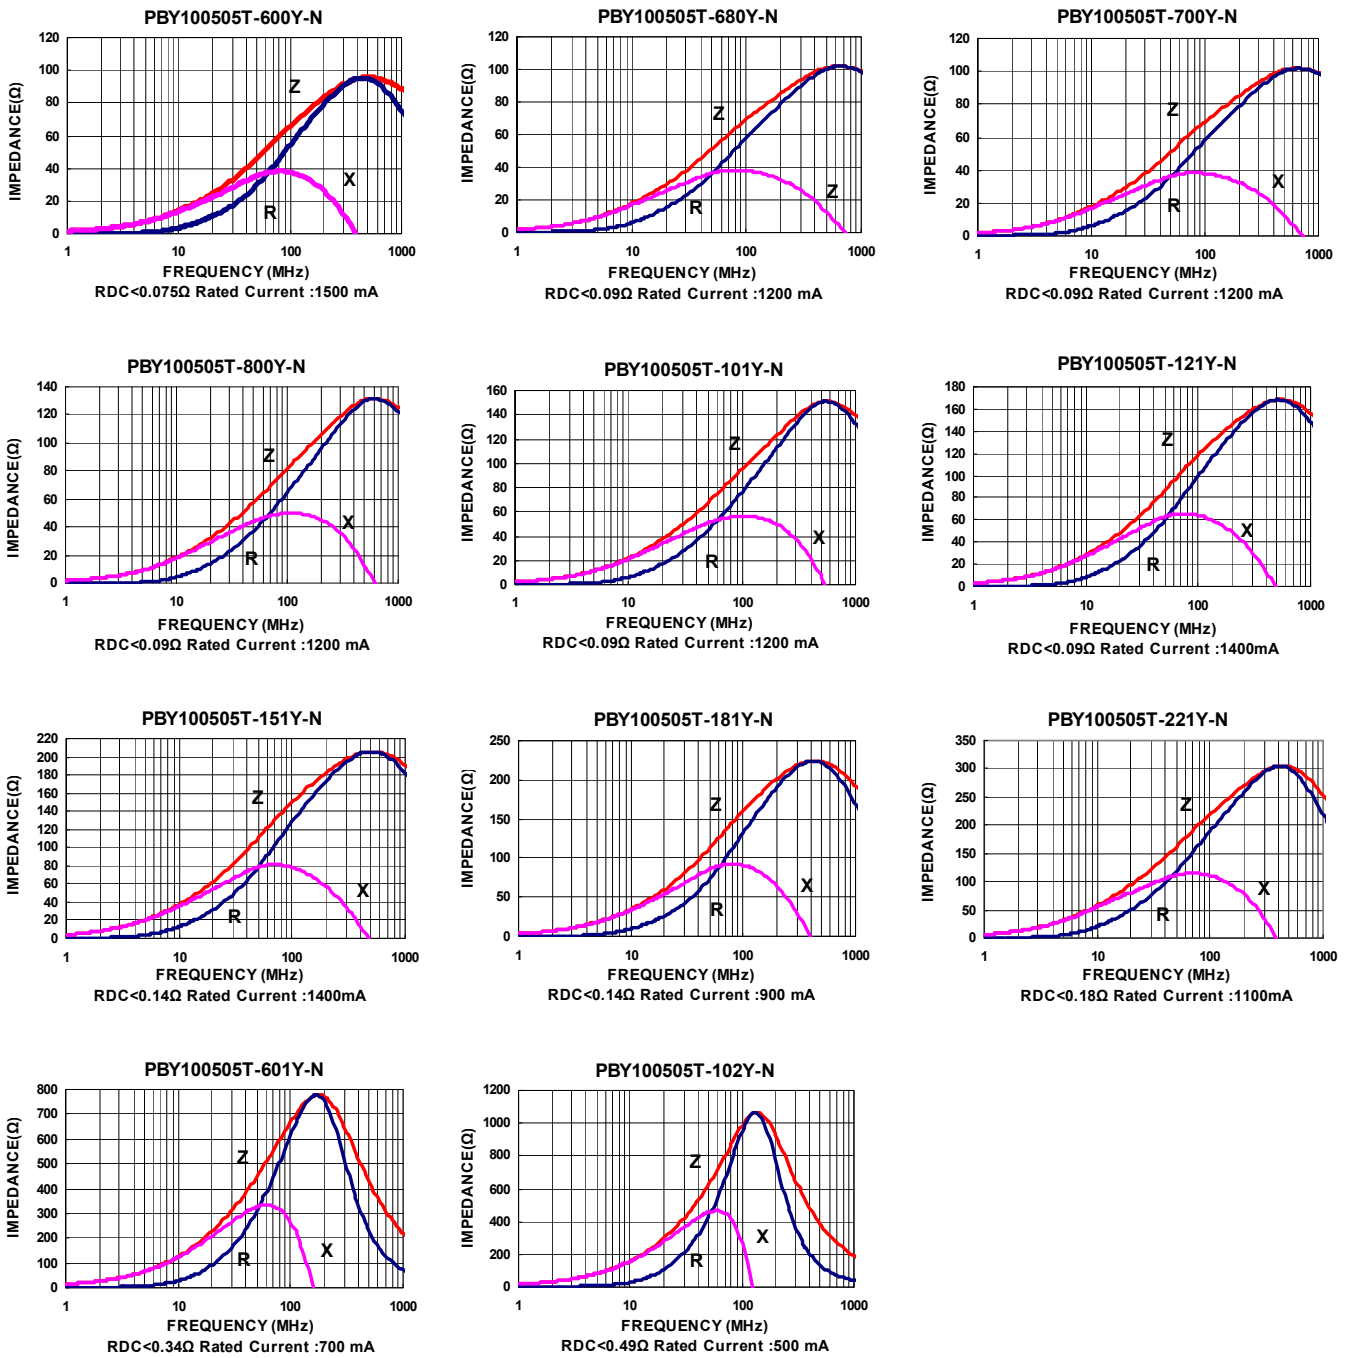 PBY100505T-600Y-N
IMPEDANCE(Ω)
120
100
80
60
40
20
0
Z
X
R
1 10 100 1000
FREQUENCY (MHz)
RDC<0.075Ω Rated Current :1500 mA
PBY100505T-680Y-N
IMPEDANCE(Ω)
120
100
80
60
40
20
0
Z
Z
R
1 10 100 1000
FREQUENCY (MHz)
RDC<0.09Ω Rated Current :1200 mA
PBY100505T-700Y-N
IMPEDANCE(Ω)
120
100
80
60
40
20
0
Z
X
R
1 10 100 1000
FREQUENCY (MHz)
RDC<0.09Ω Rated Current :1200 mA
PBY100505T-800Y-N
IMPEDANCE(Ω)
140
120
100
80
60
40
20
0
Z
X
R
1 10 100 1000
FREQUENCY (MHz)
RDC<0.09Ω Rated Current :1200 mA
PBY100505T-101Y-N
IMPEDANCE(Ω)
160
140
120
100
80
60
40
20
0
Z
X
R
1 10 100 1000
FREQUENCY (MHz)
RDC<0.09Ω Rated Current :1200 mA
PBY100505T-121Y-N
IMPEDANCE(Ω)
180
160
140
120
100
80
60
40
20
0
Z
X
R
1 10 100 1000
FREQUENCY (MHz)
RDC<0.09Ω Rated Current :1400mA
PBY100505T-151Y-N
IMPEDANCE(Ω)
220
200
180
160
140
120
100
80
60
40
20
0
Z
X
R
1 10 100 1000
FREQUENCY (MHz)
RDC<0.14Ω Rated Current :1400mA
PBY100505T-181Y-N
IMPEDANCE(Ω)
250
200
150
100
50
0
Z
X
R
1 10 100 1000
FREQUENCY (MHz)
RDC<0.14Ω Rated Current :900 mA
PBY100505T-221Y-N
IMPEDANCE(Ω)
350
300
250
200
150
100
50
0
Z
X
R
1 10 100 1000
FREQUENCY (MHz)
RDC<0.18Ω Rated Current :1100mA
PBY100505T-601Y-N
IMPEDANCE(Ω)
800
700
600
500
400
300
200
100
0
Z
R
X
1 10 100 1000
FREQUENCY (MHz)
RDC<0.34Ω Rated Current :700 mA
PBY100505T-102Y-N
IMPEDANCE(Ω)
1200
1000
800
600
400
200
0
Z
X
R
1 10 100 1000
FREQUENCY (MHz)
RDC<0.49Ω Rated Current :500 mA